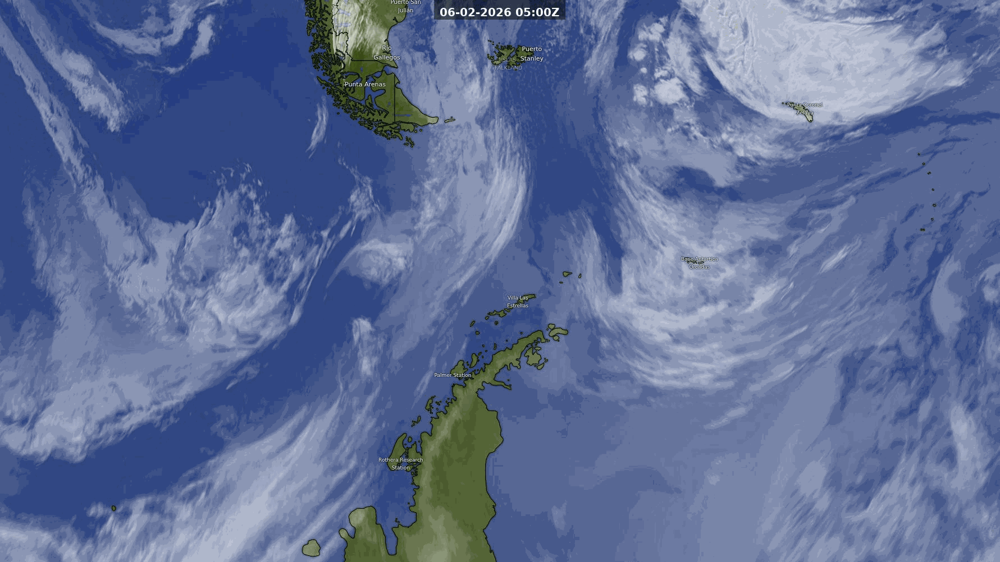 Puerto San
Julián
06-02-2026 05:00Z
Río
Gallegos
Puerto
Stanley
ISLAS
FALKLAND
Punta Arenas
Punta Coronel
Zelaya
Base Antártica
Orcadas
Villa Las
Estrellas
Palmer Station
Rothera Research
Station